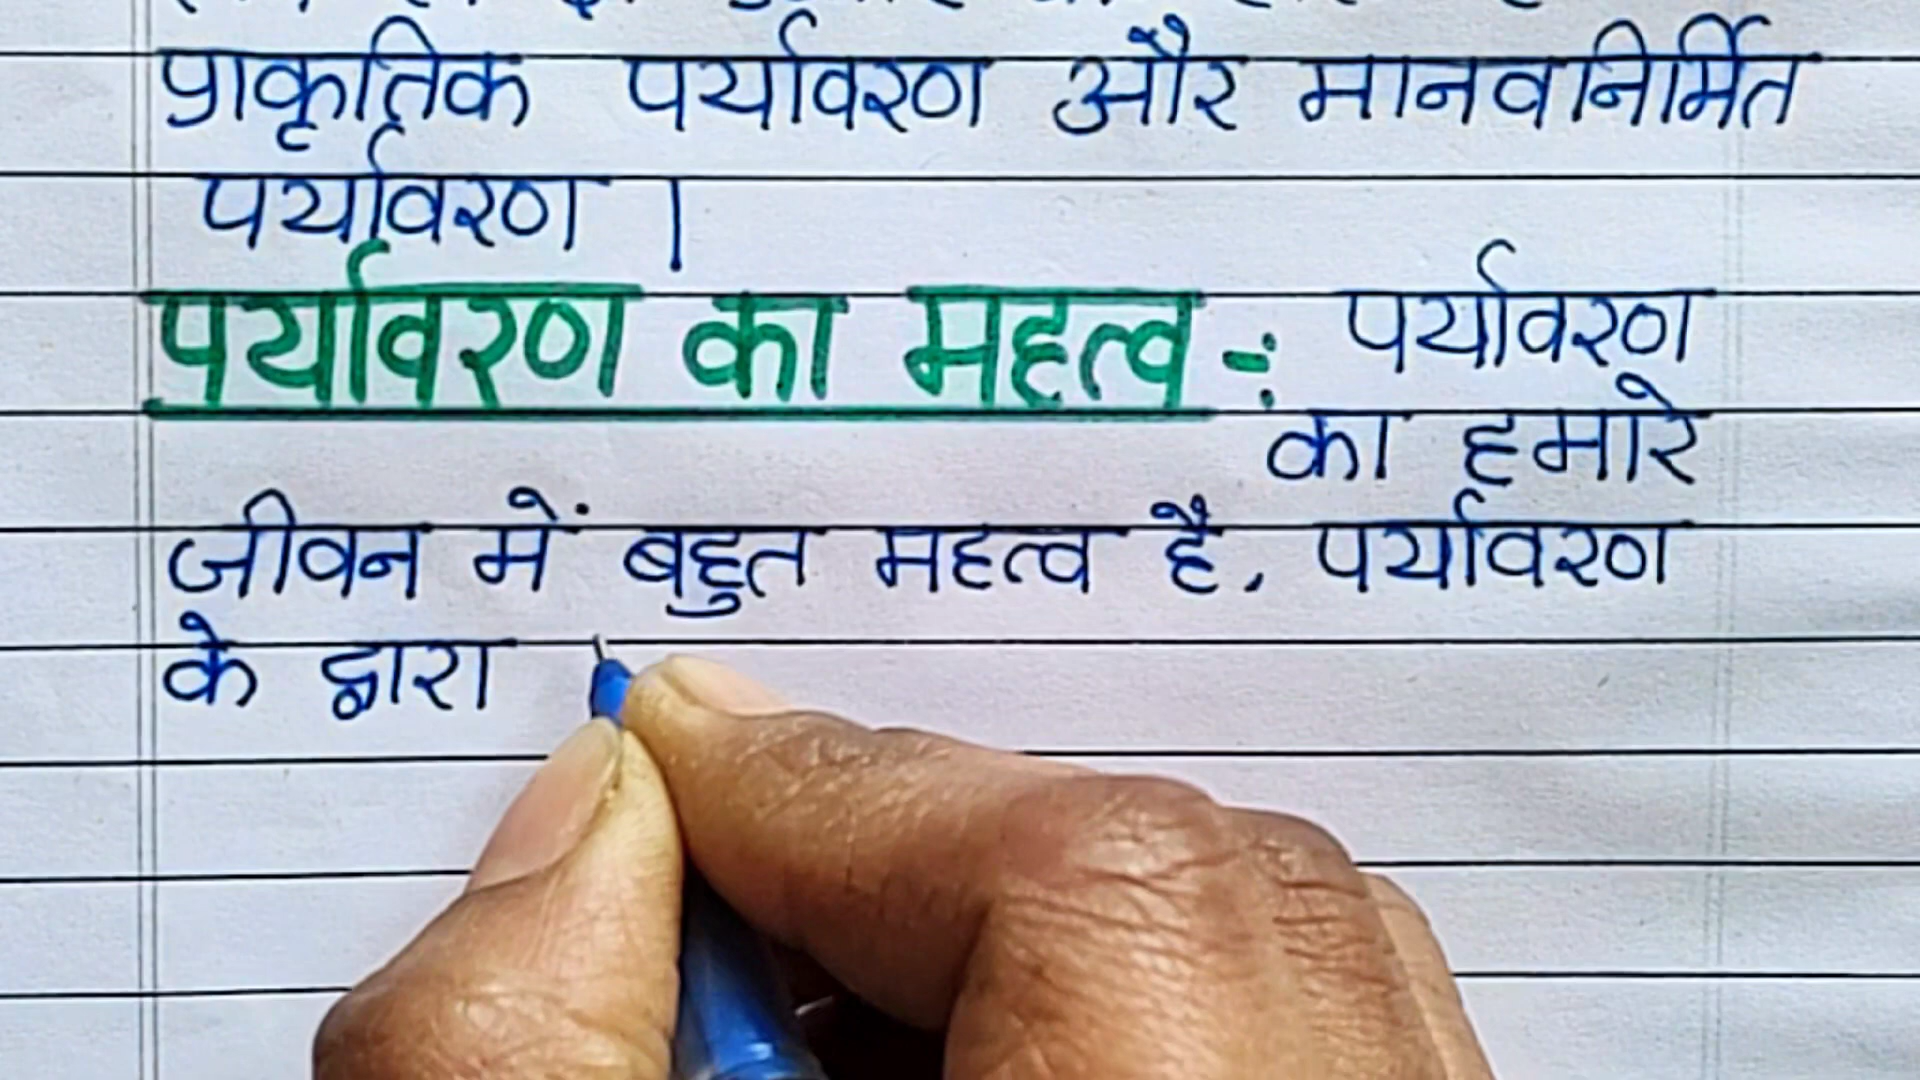 प्राकृतिक पर्यावरण और मानवनिर्मित
पर्यावरण |
पर्यावरण का महत्व -: पर्यावरण
का हमारे
जीवन में बहुत महत्व है, पर्यावरण
के द्वारा